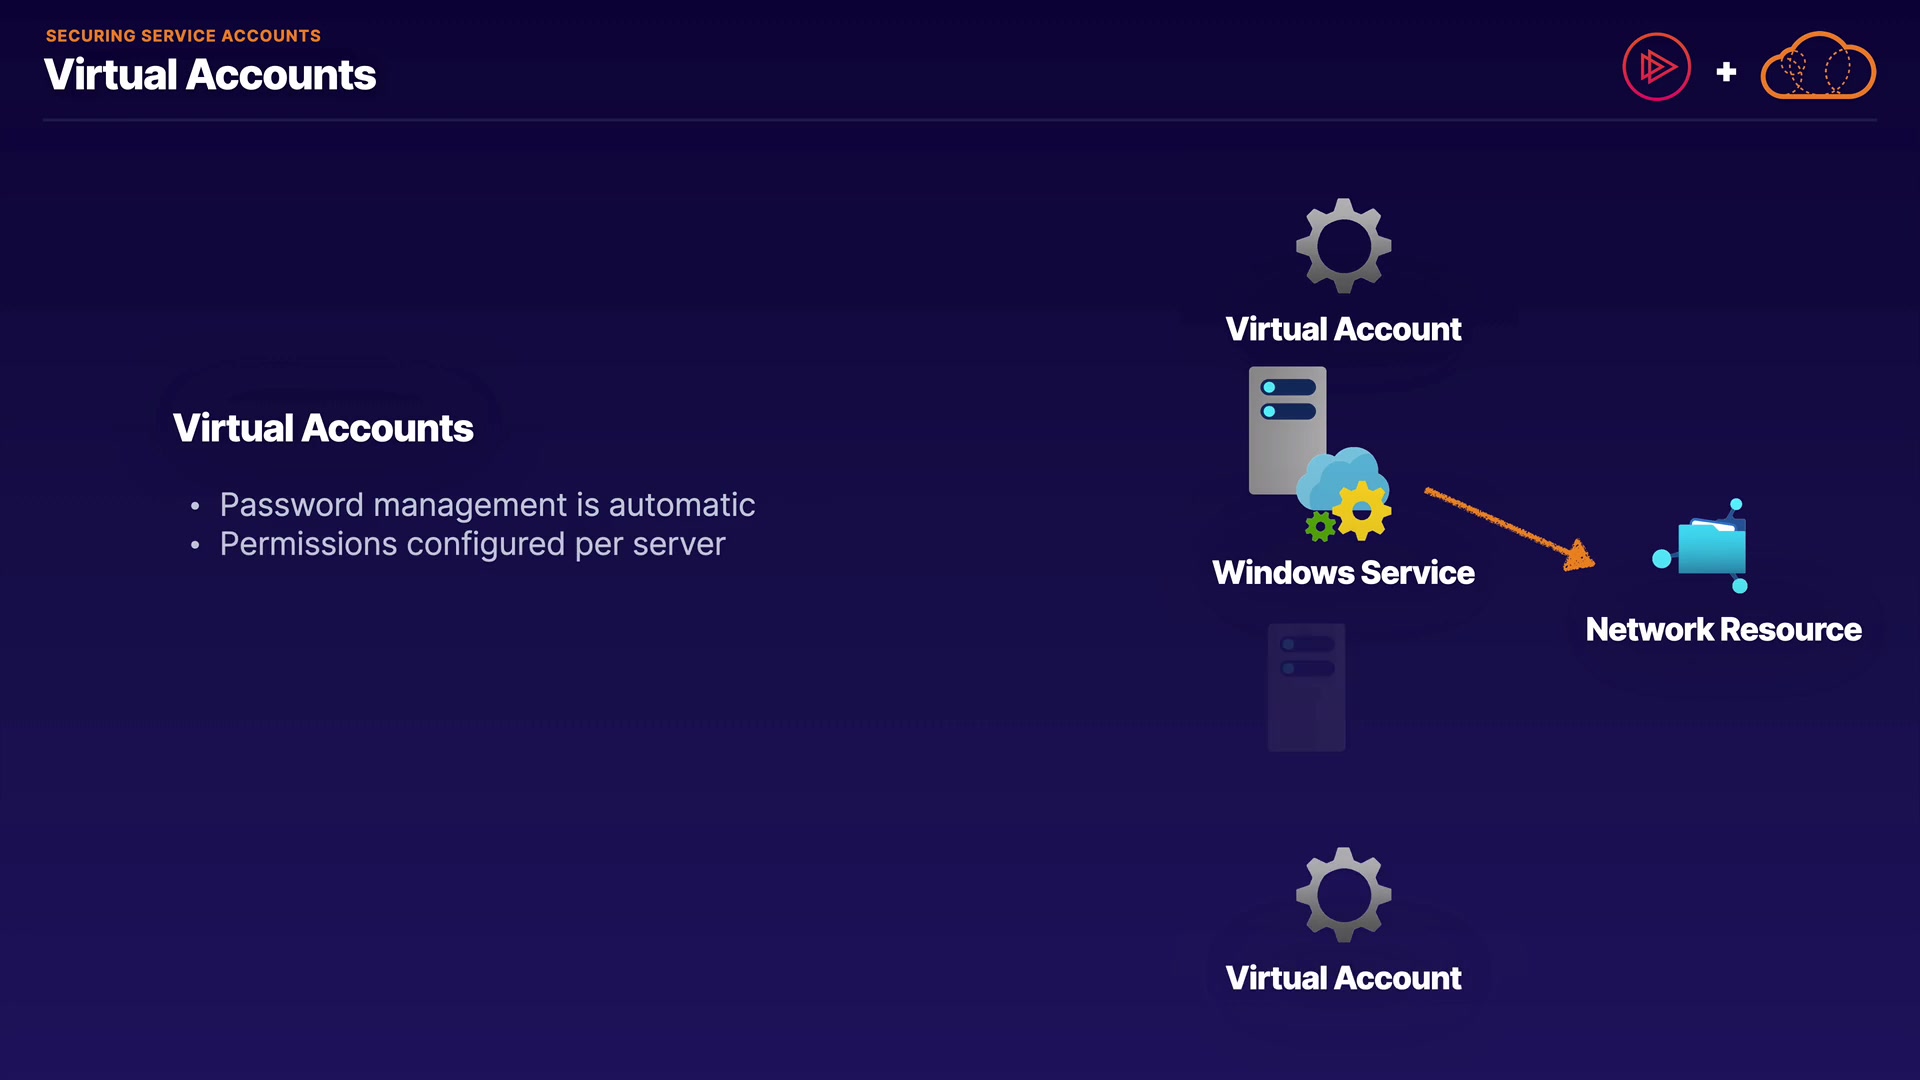 SECURING SERVICE ACCOUNTS
Virtual Accounts
Virtual Accounts
• Password management is automatic
• Permissions configured per server
Virtual Account
Windows Service
Network Resource
Virtual Account